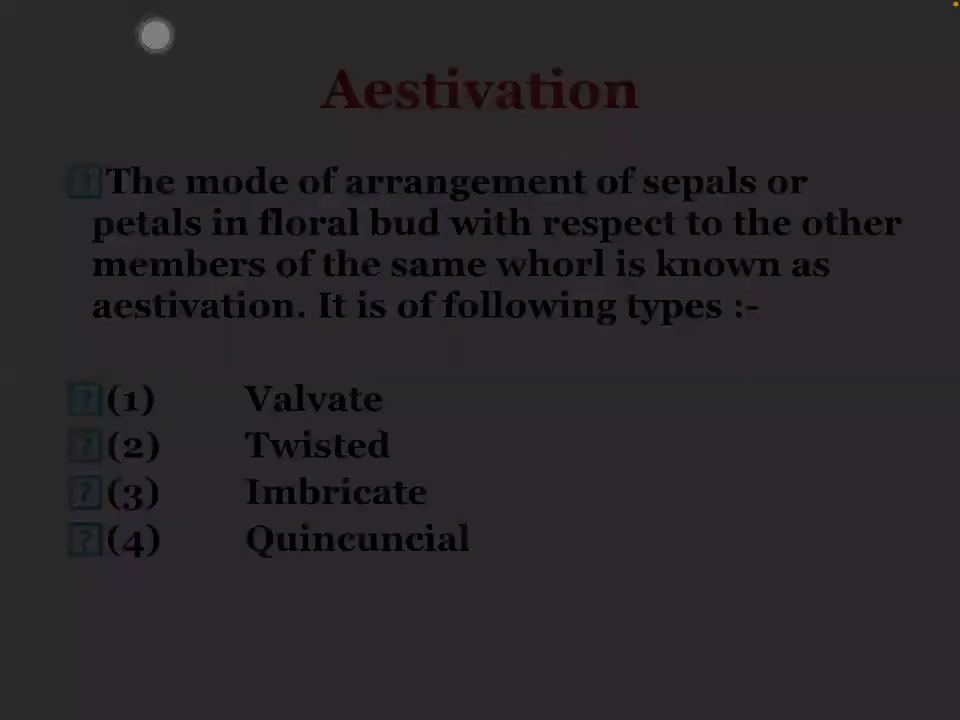 Aestivation
The mode of arrangement of sepals or
petals in floral bud with respect to the other
members of the same whorl is known as
aestivation. It is of following types :-
(1) Valvate
(2) Twisted
(3) Imbricate
(4) Quincuncial